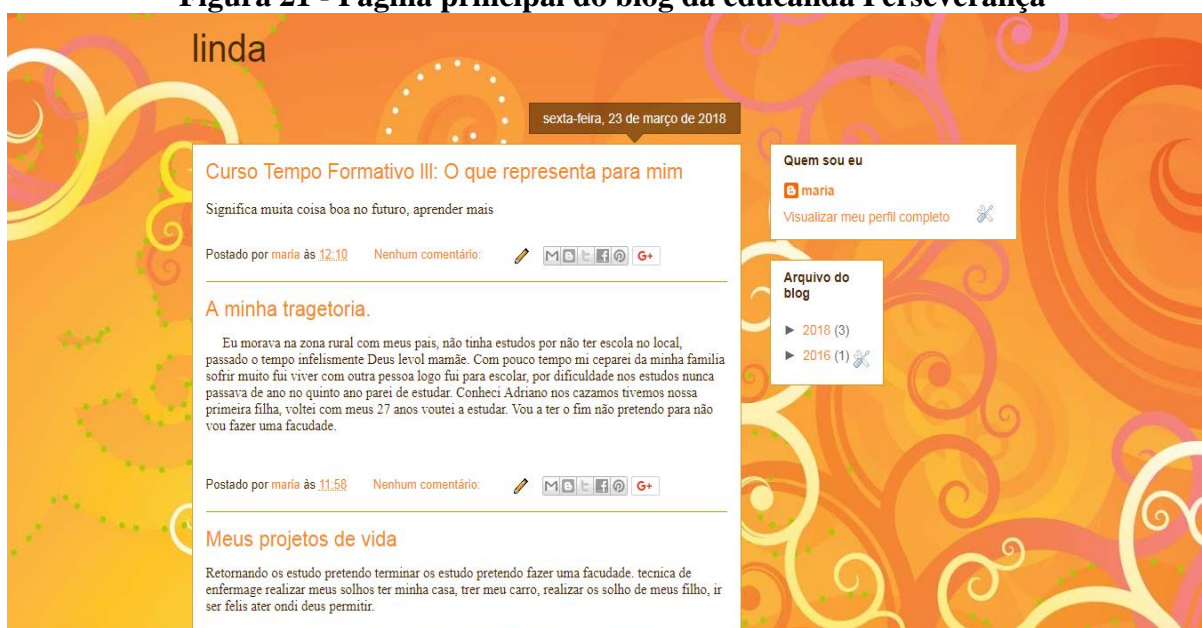 Figura 21 - Página principal do blog da educanda Perseverança
linda
sexta-feira, 23 de março de 2018
Curso Tempo Formativo III: O que representa para mim
Significa muita coisa boa no futuro, aprender mais
Postado por maria às 12:10 Nenhum comentário:
A minha tragetoria.
Eu morava na zona rural com meus pais, não tinha estudos por não ter escola no local,
passado o tempo infelismente Deus levol mamãe. Com pouco tempo mi ceparei da minha familia
sofrir muito fui viver com outra pessoa logo fui para escolar, por dificuldade nos estudos nunca
passava de ano no quinto ano parei de estudar. Conheci Adriano nos cazamos tivemos nossa
primeira filha, voltei com meus 27 anos voutei a estudar. Vou a ter o fim não pretendo para não
vou fazer uma facudade.
Postado por maria às 11:58 Nenhum comentário:
Meus projetos de vida
Retornando os estudo pretendo terminar os estudo pretendo fazer uma facudade. tecnica de
enfermage realizar meus solhos ter minha casa, trer meu carro, realizar os solho de meus filho, ir
ser felis ater ondi deus permitir.
Quem sou eu
maria
Visualizar meu perfil completo
Arquivo do
blog
► 2018 (3)
► 2016 (1)